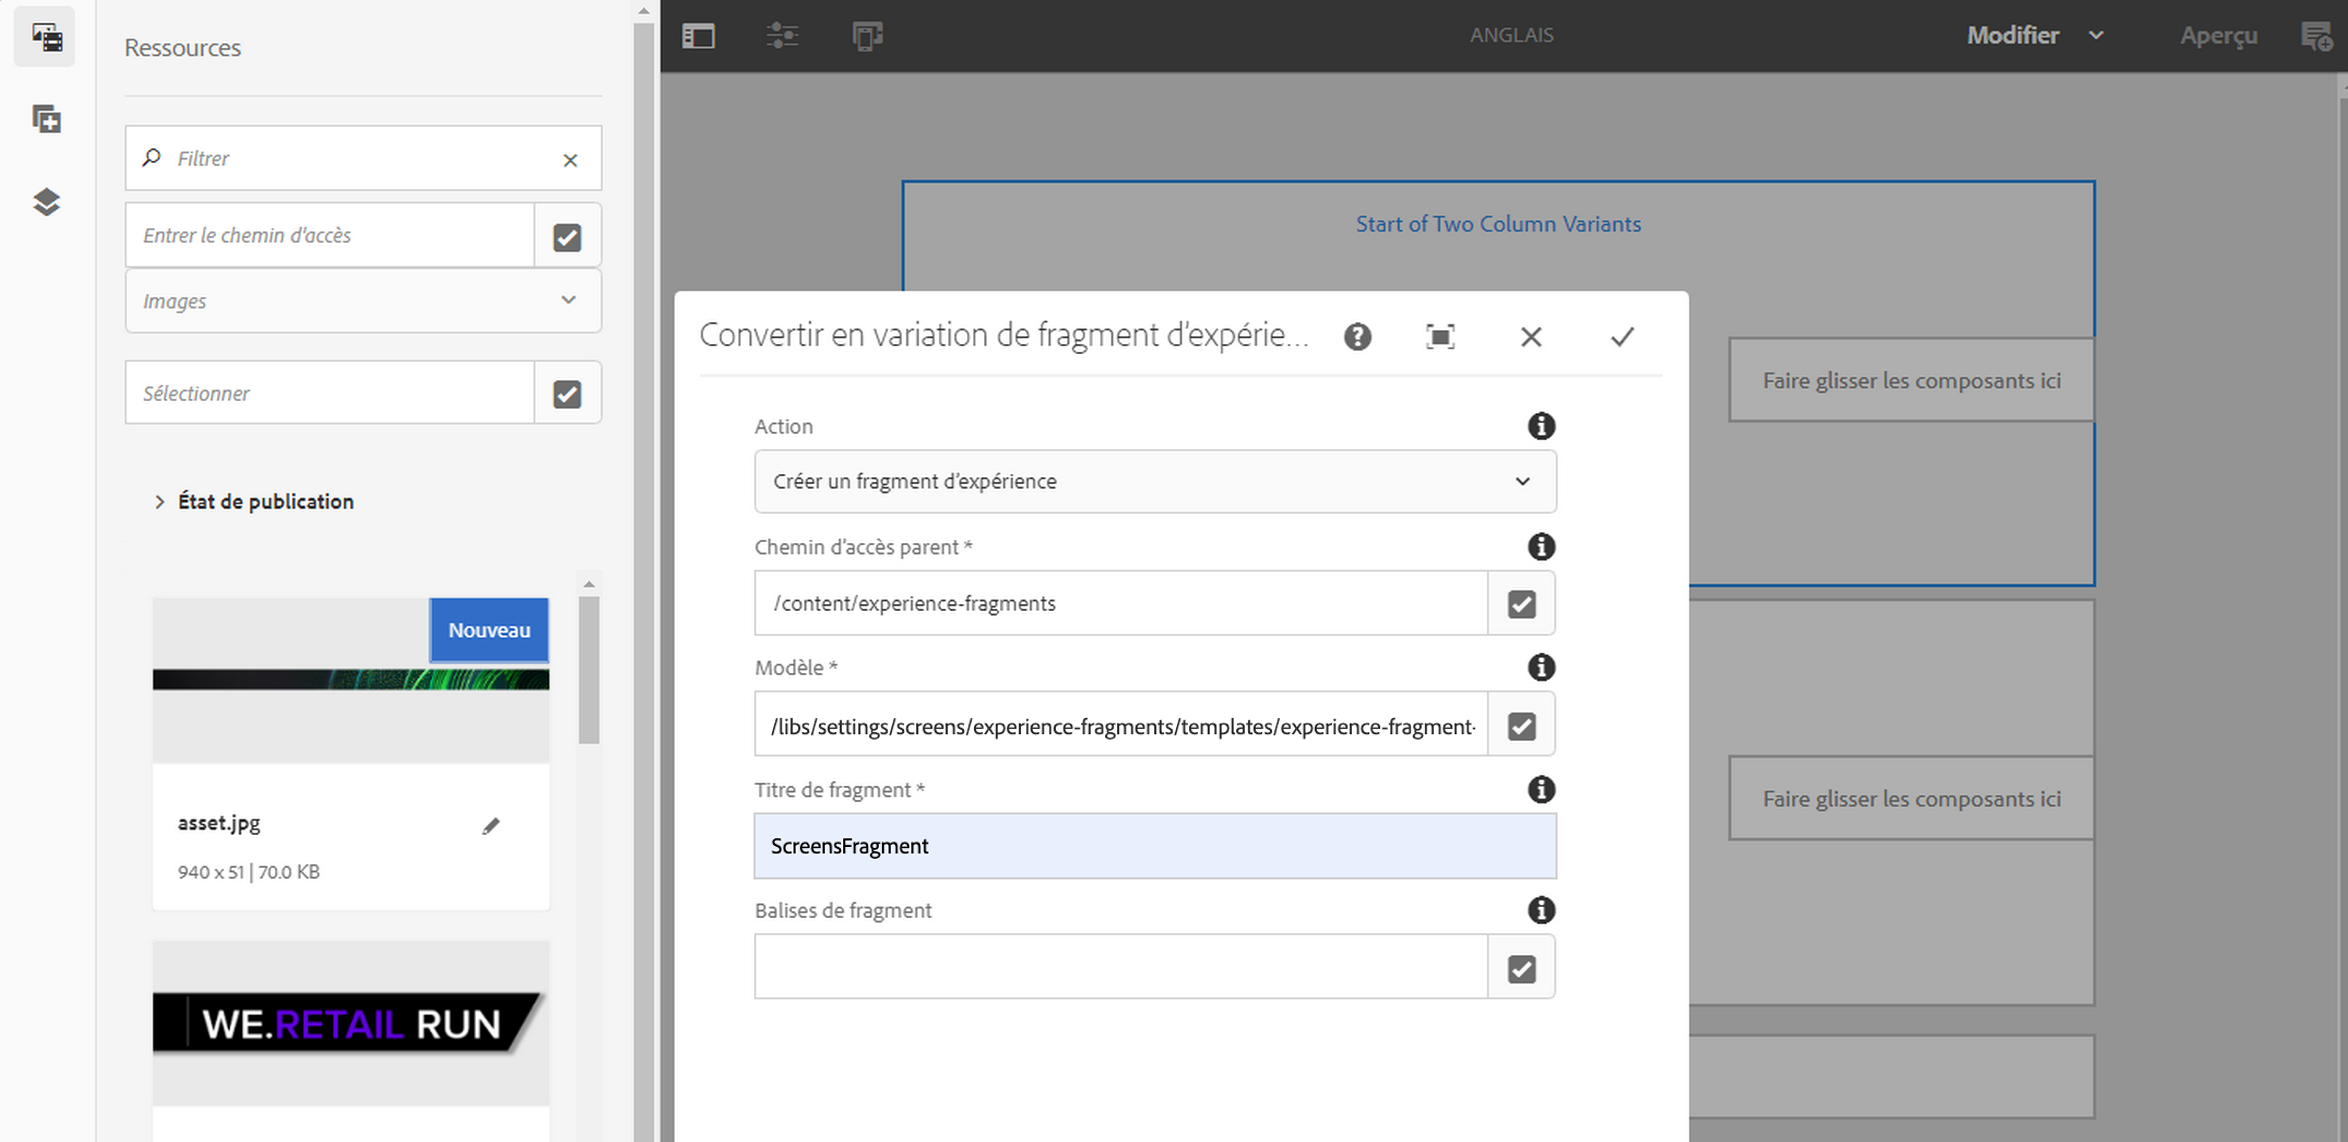 Ressources
Filtrer
Entrer le chemin d'accès
Images
Sélectionner
État de publication
Nouveau
asset.jpg
940 x 51 | 70.0 KB
WE.RETAIL RUN
ANGLAIS
Modifier
Aperçu
Start of Two Column Variants
Faire glisser les composants ici
Convertir en variation de fragment d'expérie...
Action
Créer un fragment d'expérience
Chemin d'accès parent *
/content/experience-fragments
Modèle *
/libs/settings/screens/experience-fragments/templates/experience-fragment-
Titre de fragment *
ScreensFragment
Balises de fragment
Faire glisser les composants ici